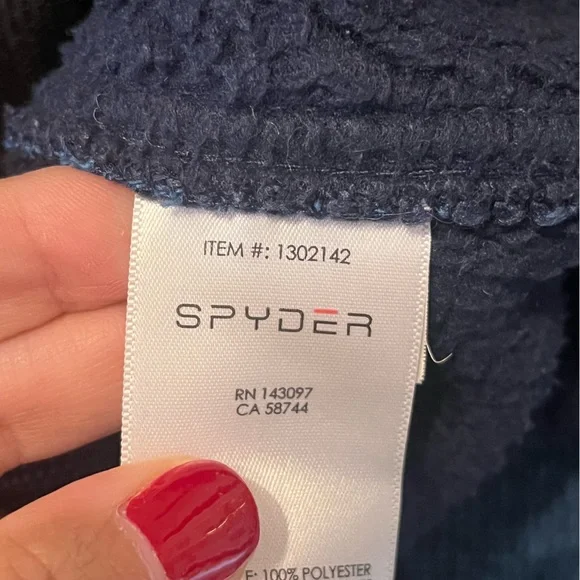 ITEM #: 1302142
SPYDER
RN 143097
CA 58744
E: 100% POLYESTER